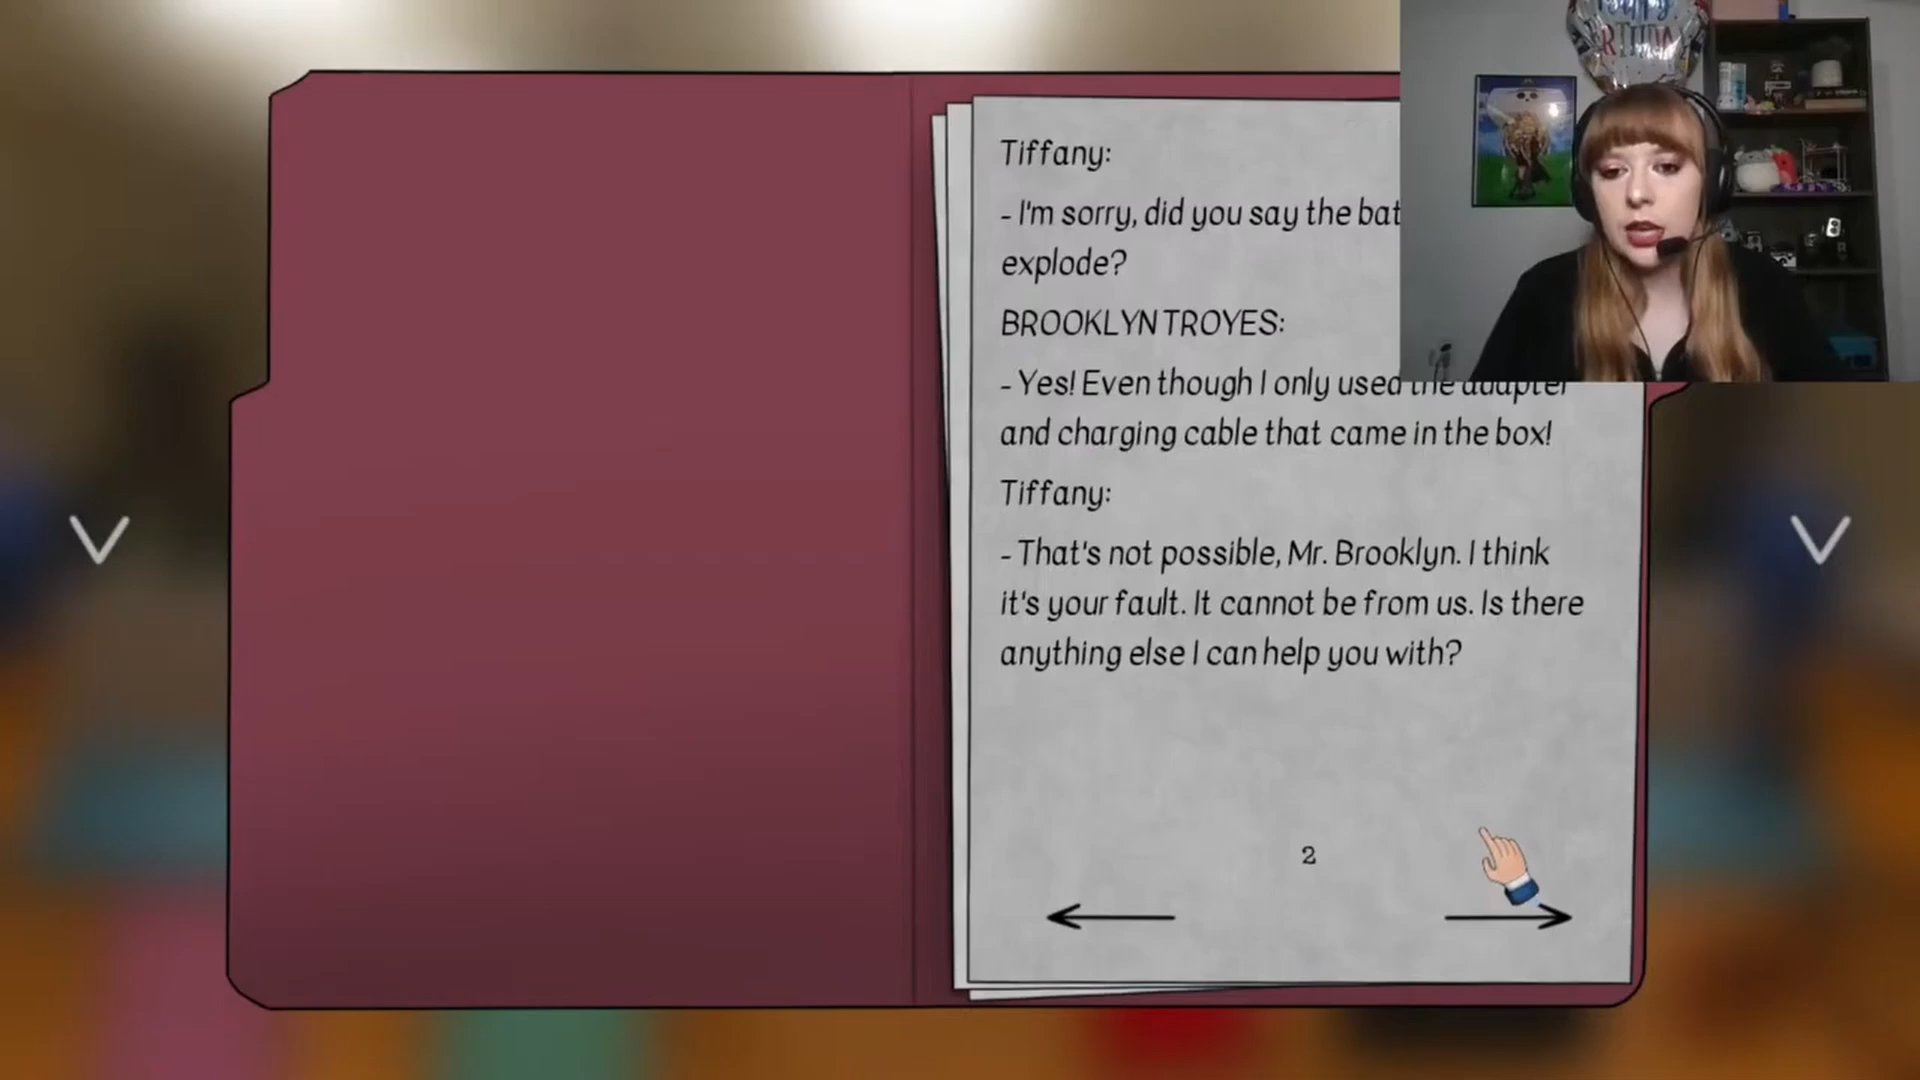 Tiffany:
- I'm sorry, did you say the
explode?
BROOKLYN TROYES:
- Yes! Even though I only used the adapter
and charging cable that came in the box!
Tiffany:
- That's not possible, Mr. Brooklyn. I think
it's your fault. It cannot be from us. Is there
anything else I can help you with?
2